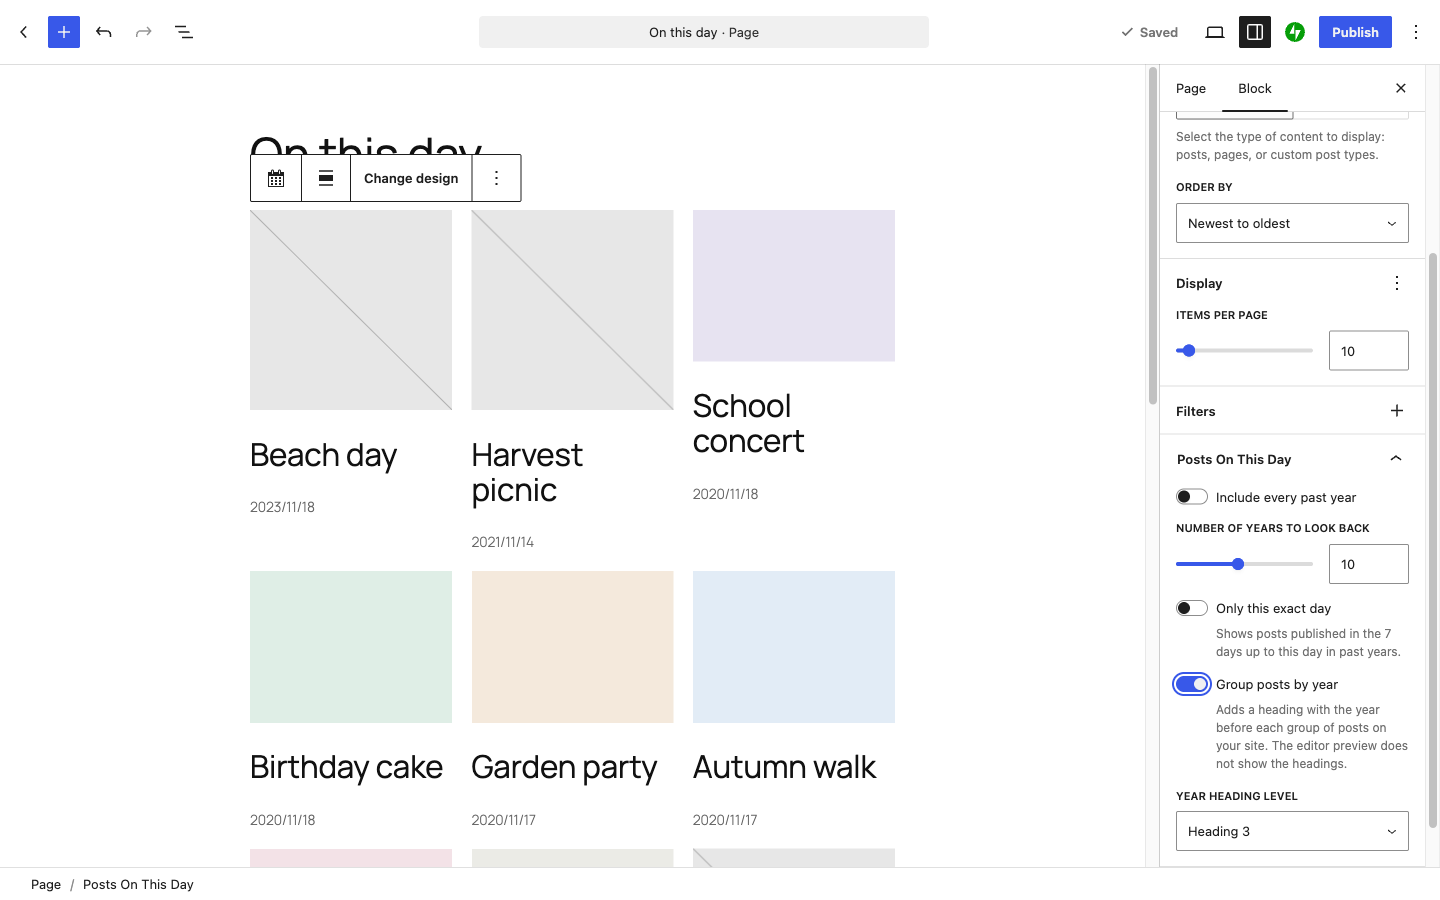 On this day · Page
Saved
Publish
On this day
Change design
Beach day
2023/11/18
Harvest
picnic
2021/11/14
School
concert
2020/11/18
Birthday cake
2020/11/18
Garden party
2020/11/17
Autumn walk
2020/11/17
Page
Block
Select the type of content to display:
posts, pages, or custom post types.
ORDER BY
Newest to oldest
Display
ITEMS PER PAGE
10
Filters
Posts On This Day
Include every past year
NUMBER OF YEARS TO LOOK BACK
10
Only this exact day
Shows posts published in the 7
days up to this day in past years.
Group posts by year
Adds a heading with the year
before each group of posts on
your site. The editor preview does
not show the headings.
YEAR HEADING LEVEL
Heading 3
Page / Posts On This Day